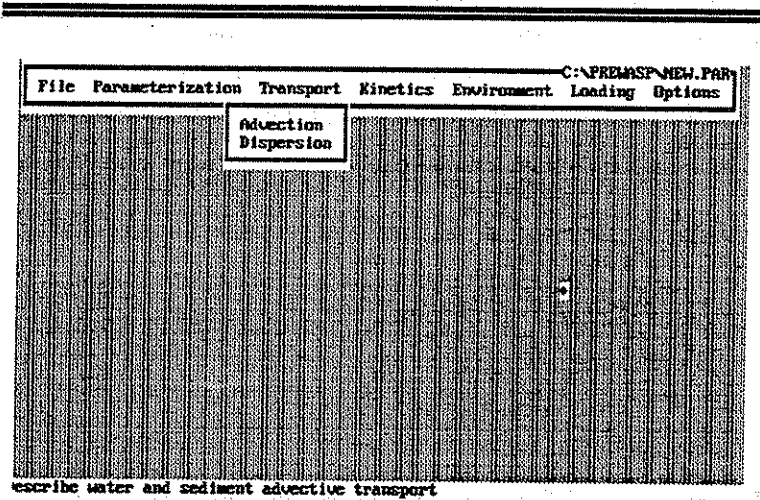 C:\PREWASP\NEW.PAR
File Parameterization Transport Kinetics Environment Loading Options
Advection
Dispersion
escribe water and sediment advective transport